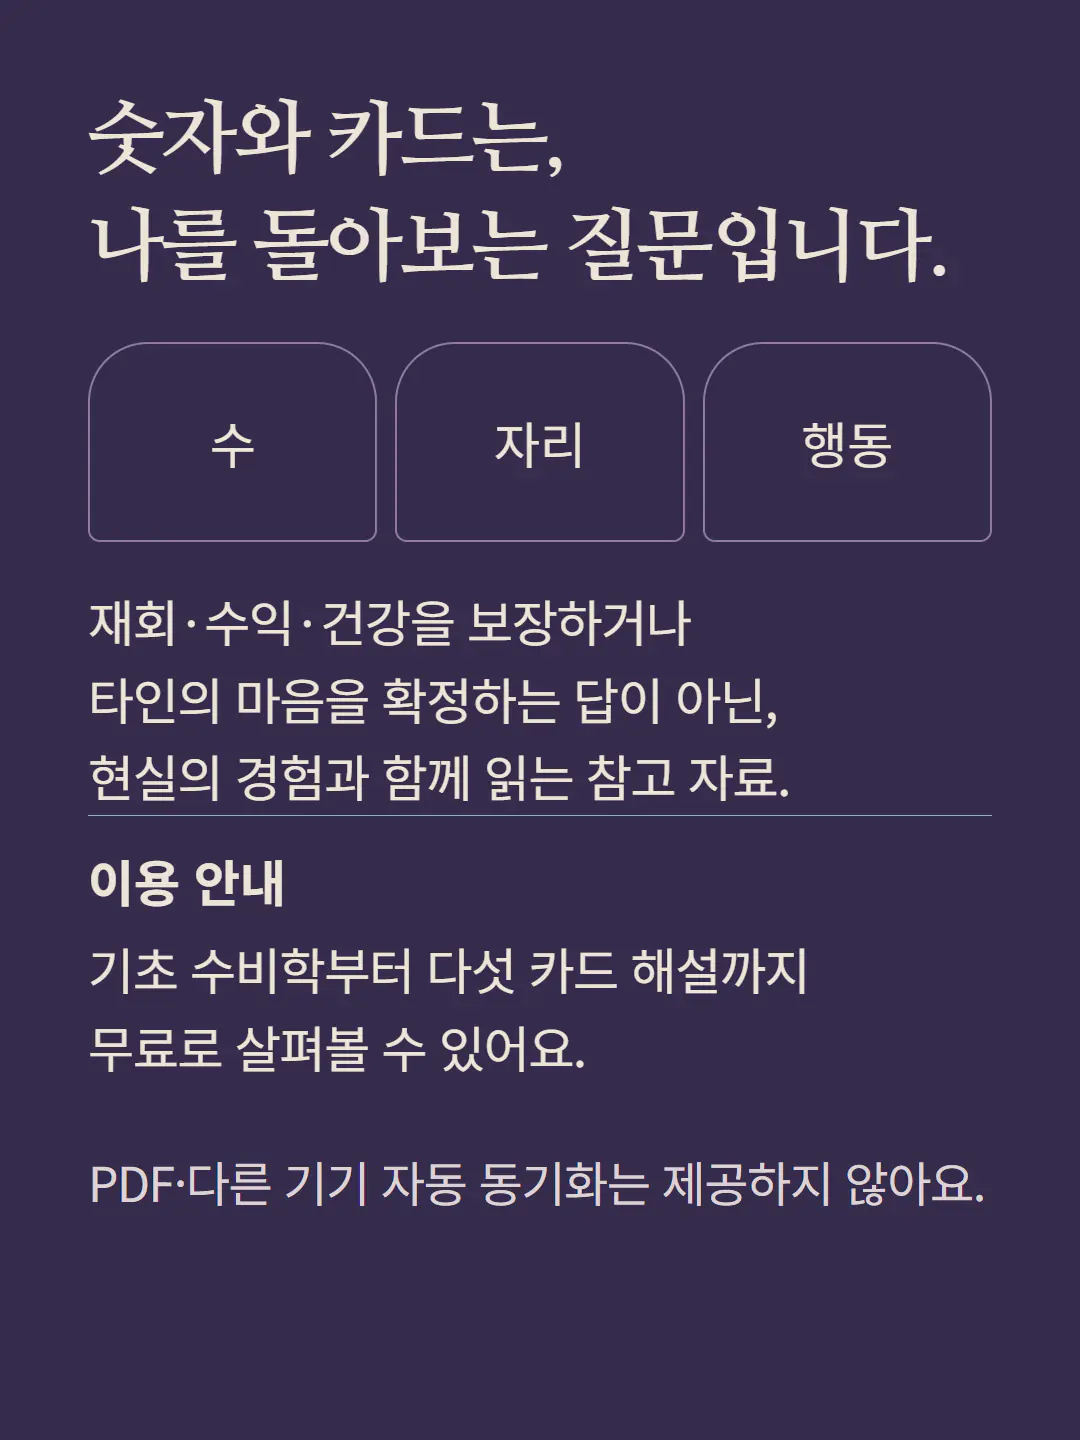 숫자와 카드는,
나를 돌아보는 질문입니다.
수
자리
행동
재회·수익·건강을 보장하거나
타인의 마음을 확정하는 답이 아닌,
현실의 경험과 함께 읽는 참고 자료.
이용 안내
기초 수비학부터 다섯 카드 해설까지
무료로 살펴볼 수 있어요.
PDF·다른 기기 자동 동기화는 제공하지 않아요.